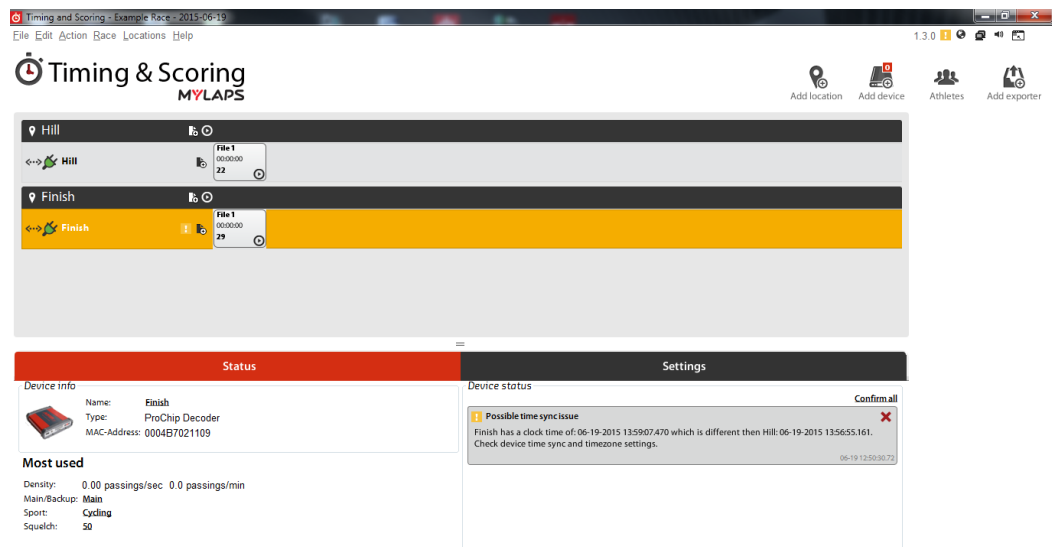 Timing and Scoring - Example Race - 2015-06-19
File Edit Action Race Locations Help
1.3.0
Timing & Scoring
MYLAPS
0
Add location Add device Athletes Add exporter
Hill
Hill
File 1
00:00:00
22
Finish
Finish
File 1
00:00:00
29
Status
Settings
Device info
Name: Finish
Type: ProChip Decoder
MAC-Address: 0004B7021109
Most used
Density: 0.00 passings/sec 0.0 passings/min
Main/Backup: Main
Sport: Cycling
Squelch: 50
Device status
Confirm all
Possible time sync issue
Finish has a clock time of: 06-19-2015 13:59:07.470 which is different then Hill: 06-19-2015 13:56:55.161.
Check device time sync and timezone settings.
06-19 12:50:30.72